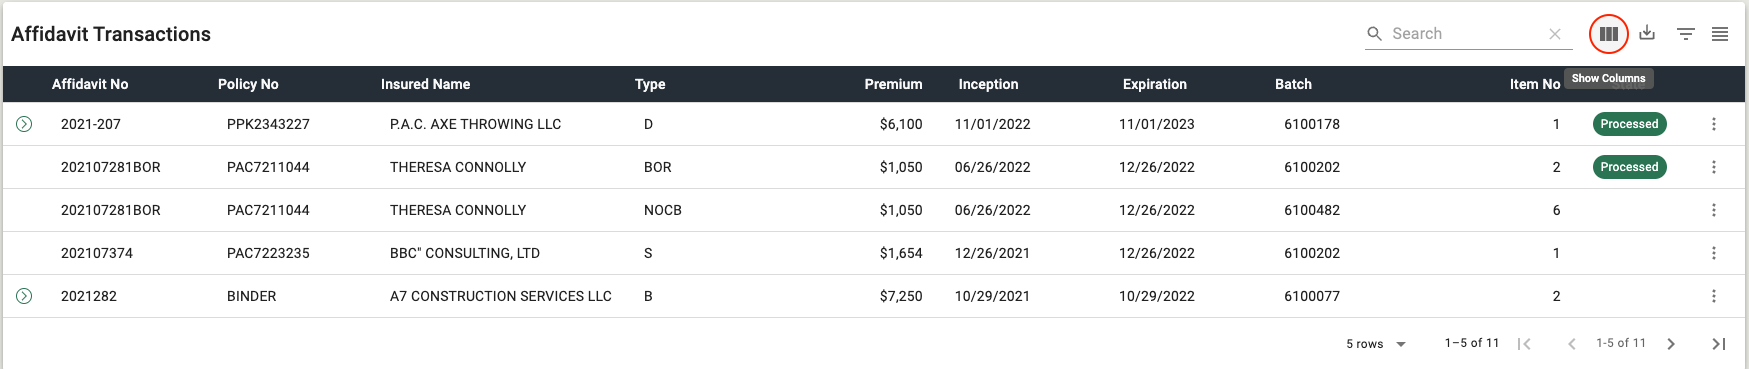 Affidavit Transactions
Search
Show Columns
Affidavit No Policy No Insured Name Type Premium Inception Expiration Batch Item No State
2021-207 PPK2343227 P.A.C. AXE THROWING LLC D $6,100 11/01/2022 11/01/2023 6100178 1 Processed
202107281BOR PAC7211044 THERESA CONNOLLY BOR $1,050 06/26/2022 12/26/2022 6100202 2 Processed
202107281BOR PAC7211044 THERESA CONNOLLY NOCB $1,050 06/26/2022 12/26/2022 6100482 6
202107374 PAC7223235 BBC" CONSULTING, LTD S $1,654 12/26/2021 12/26/2022 6100202 1
2021282 BINDER A7 CONSTRUCTION SERVICES LLC B $7,250 10/29/2021 10/29/2022 6100077 2
5 rows 1–5 of 11 1-5 of 11